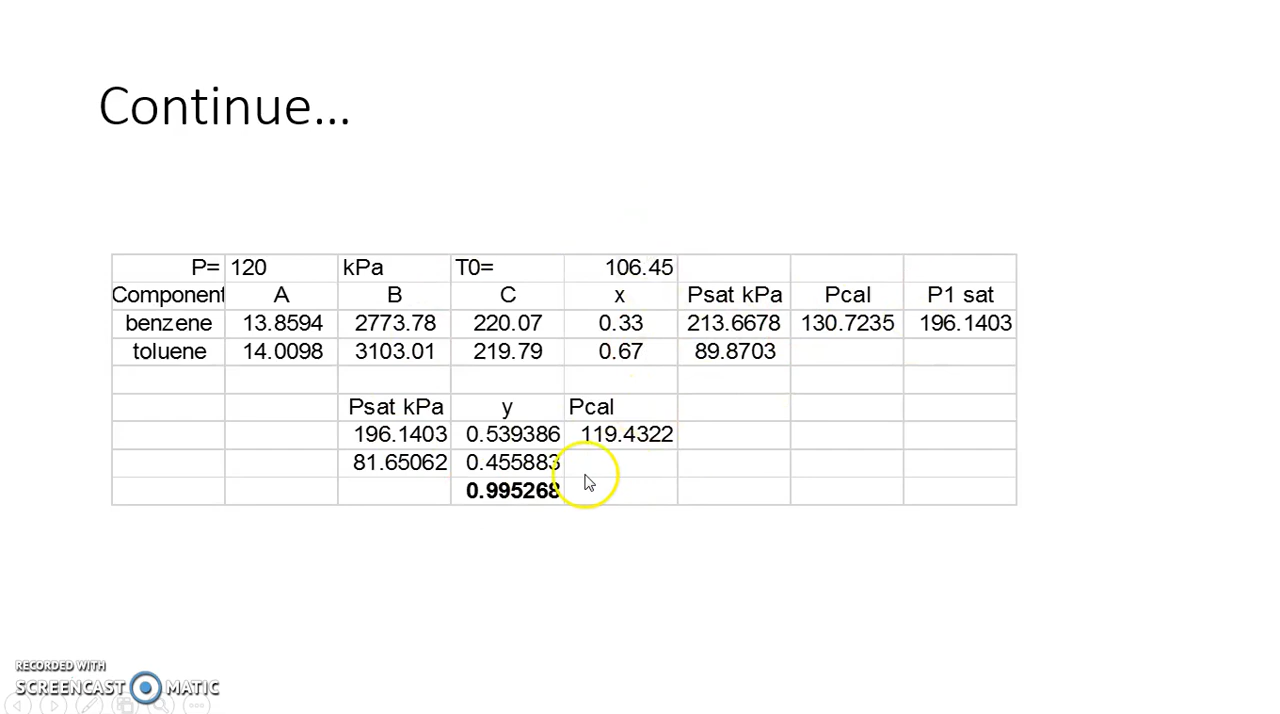 Continue...
P= 120 kPa T0= 106.45
Component A B C x Psat kPa Pcal P1 sat
benzene 13.8594 2773.78 220.07 0.33 213.6678 130.7235 196.1403
toluene 14.0098 3103.01 219.79 0.67 89.8703
Psat kPa y Pcal
196.1403 0.539386 119.4322
81.65062 0.455883
0.995268
RECORDED WITH
SCREENCAST MATIC